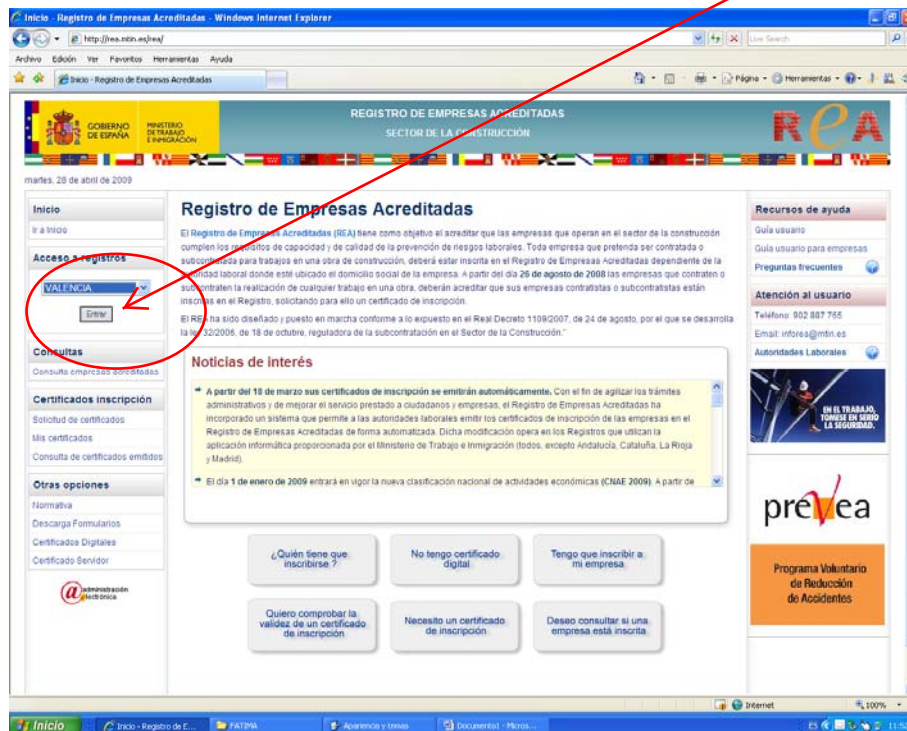 Inicio - Registro de Empresas Acreditadas - Windows Internet Explorer
http://rea.mtin.es/rea/
Live Search
Archivo Edición Ver Favoritos Herramientas Ayuda
Inicio - Registro de Empresas Acreditadas
Página Herramientas
GOBIERNO DE ESPAÑA
MINISTERIO DE TRABAJO E INMIGRACIÓN
REGISTRO DE EMPRESAS ACREDITADAS
SECTOR DE LA CONSTRUCCIÓN
REA
martes, 28 de abril de 2009
Inicio
Ir a Inicio
Acceso a registros
VALENCIA
Entrar
Consultas
Consulta empresas acreditadas
Certificados inscripción
Solicitud de certificados
Mis certificados
Consulta de certificados emitidos
Otras opciones
Normativa
Descarga Formularios
Certificados Digitales
Certificado Servidor
administración electrónica
Registro de Empresas Acreditadas
El Registro de Empresas Acreditadas (REA) tiene como objetivo el acreditar que las empresas que operan en el sector de la construcción
cumplen los requisitos de capacidad y de calidad de la prevención de riesgos laborales. Toda empresa que pretenda ser contratada o
subcontratada para trabajos en una obra de construcción, deberá estar inscrita en el Registro de Empresas Acreditadas dependiente de la
autoridad laboral donde esté ubicado el domicilio social de la empresa. A partir del día 26 de agosto de 2008 las empresas que contraten o
subcontraten la realización de cualquier trabajo en una obra, deberán acreditar que sus empresas contratistas o subcontratistas están
inscritas en el Registro, solicitando para ello un certificado de inscripción.
El REA ha sido diseñado y puesto en marcha conforme a lo expuesto en el Real Decreto 1109/2007, de 24 de agosto, por el que se desarrolla
la ley 32/2006, de 18 de octubre, reguladora de la subcontratación en el Sector de la Construcción."
Noticias de interés
A partir del 18 de marzo sus certificados de inscripción se emitirán automáticamente. Con el fin de agilizar los trámites
administrativos y de mejorar el servicio prestado a ciudadanos y empresas, el Registro de Empresas Acreditadas ha
incorporado un sistema que permite a las autoridades laborales emitir los certificados de inscripción de las empresas en el
Registro de Empresas Acreditadas de forma automatizada. Dicha modificación opera en los Registros que utilizan la
aplicación informática proporcionada por el Ministerio de Trabajo e Inmigración (todos, excepto Andalucía, Cataluña, La Rioja
y Madrid).
El día 1 de enero de 2009 entrará en vigor la nueva clasificación nacional de actividades económicas (CNAE 2009). A partir de
¿Quién tiene que inscribirse ?
No tengo certificado digital
Tengo que inscribir a mi empresa
Quiero comprobar la validez de un certificado de inscripción
Necesito un certificado de inscripción
Deseo consultar si una empresa está inscrita
Recursos de ayuda
Guía usuario
Guía usuario para empresas
Preguntas frecuentes
Atención al usuario
Teléfono: 902 887 765
Email: inforea@mtin.es
Autoridades Laborales
EN EL TRABAJO,
TÓMESE EN SERIO
LA SEGURIDAD.
prevea
Programa Voluntario
de Reducción
de Accidentes
Internet
100%
Inicio
Inicio - Registro de E...
FATIMA
Apariencia y temas
Documento1 - Micros...
ES
11:52